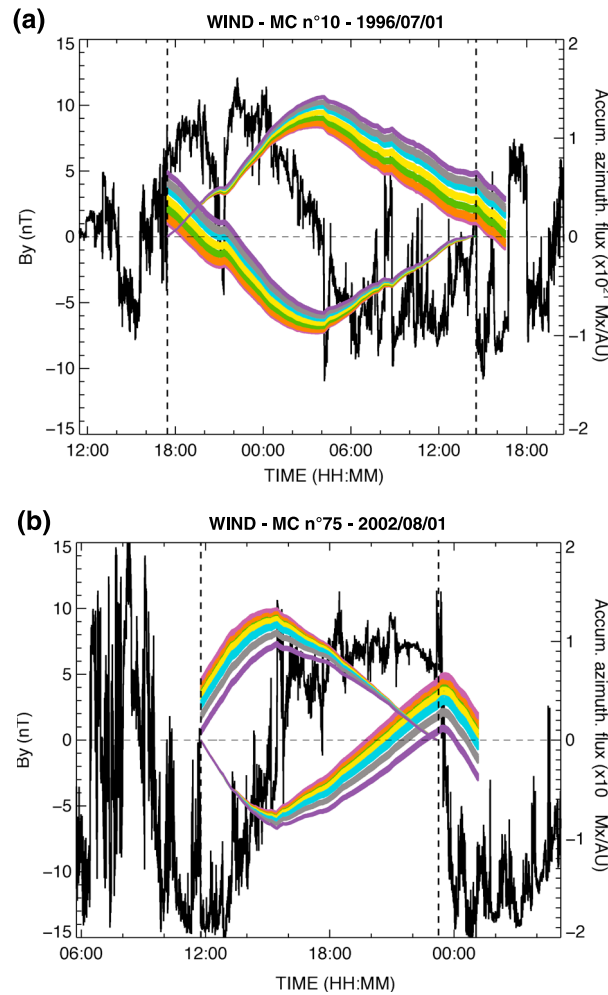 (a)
WIND - MC n°10 - 1996/07/01
15
10
5
0
−5
−10
−15
By (nT)
2
1
0
−1
−2
Accum. azimuth. flux (x10²¹ Mx/AU)
12:00 18:00 00:00 06:00 12:00 18:00
TIME (HH:MM)
(b)
WIND - MC n°75 - 2002/08/01
15
10
5
0
−5
−10
−15
By (nT)
2
1
0
−1
−2
Accum. azimuth. flux (x10 Mx/AU)
06:00 12:00 18:00 00:00
TIME (HH:MM)